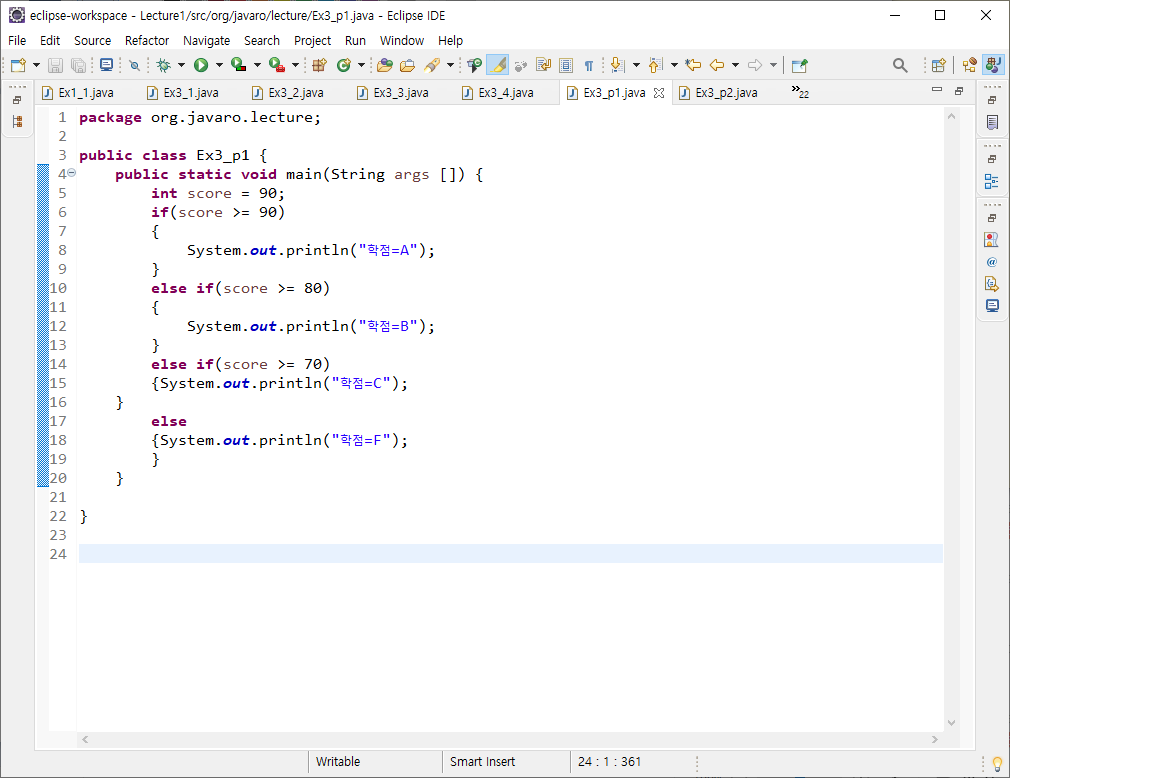 eclipse-workspace - Lecture1/src/org/javaro/lecture/Ex3_p1.java - Eclipse IDE
File Edit Source Refactor Navigate Search Project Run Window Help
Ex1_1.java Ex3_1.java Ex3_2.java Ex3_3.java Ex3_4.java Ex3_p1.java Ex3_p2.java »22
1 package org.javaro.lecture;
2
3 public class Ex3_p1 {
4 public static void main(String args []) {
5 int score = 90;
6 if(score >= 90)
7 {
8 System.out.println("학점=A");
9 }
10 else if(score >= 80)
11 {
12 System.out.println("학점=B");
13 }
14 else if(score >= 70)
15 {System.out.println("학점=C");
16 }
17 else
18 {System.out.println("학점=F");
19 }
20 }
21
22 }
23
24
Writable Smart Insert 24 : 1 : 361